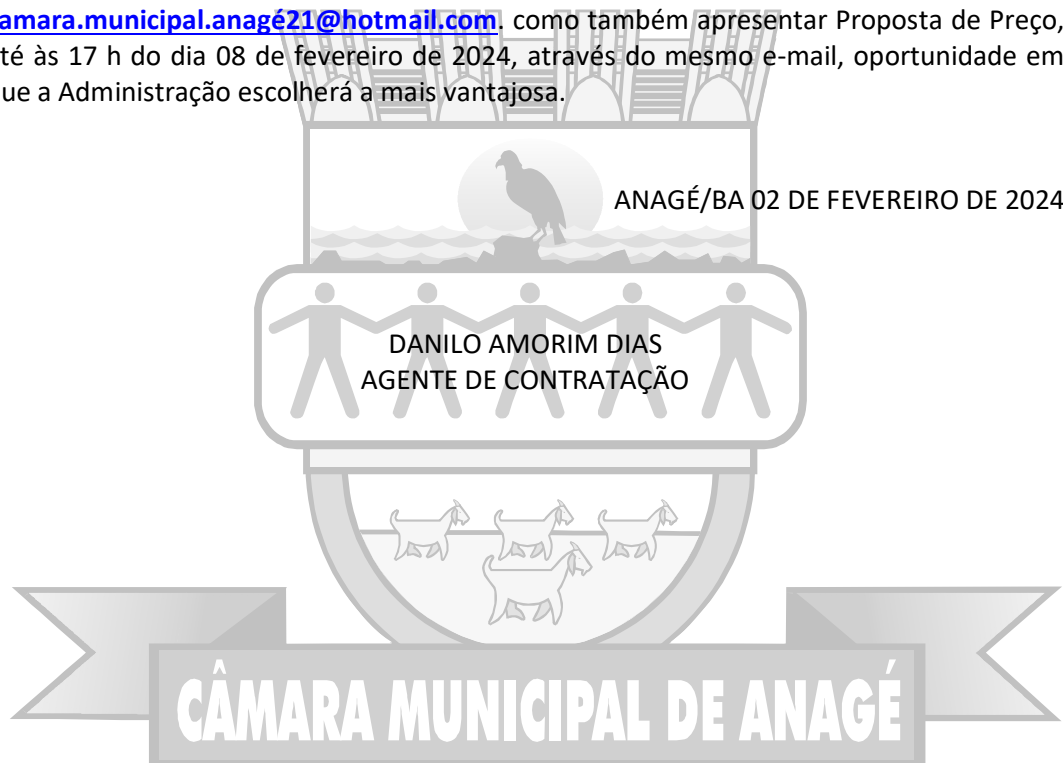 amara.municipal.anagé21@hotmail.com. como também apresentar Proposta de Preço,
té às 17 h do dia 08 de fevereiro de 2024, através do mesmo e-mail, oportunidade em
ue a Administração escolherá a mais vantajosa.
ANAGÉ/BA 02 DE FEVEREIRO DE 2024
DANILO AMORIM DIAS
AGENTE DE CONTRATAÇÃO
CÂMARA MUNICIPAL DE ANAGÉ